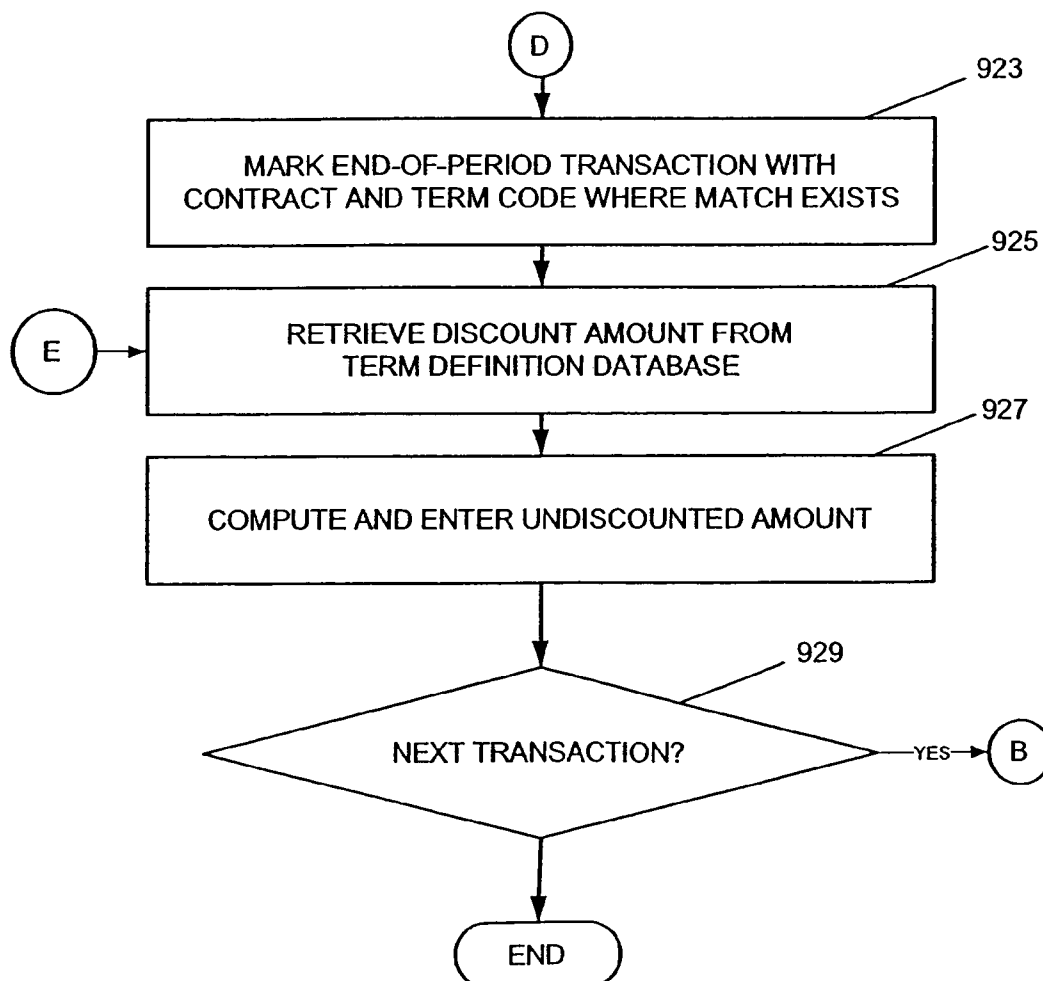 D
923
MARK END-OF-PERIOD TRANSACTION WITH
CONTRACT AND TERM CODE WHERE MATCH EXISTS
925
E
RETRIEVE DISCOUNT AMOUNT FROM
TERM DEFINITION DATABASE
927
COMPUTE AND ENTER UNDISCOUNTED AMOUNT
929
NEXT TRANSACTION?
YES
B
END